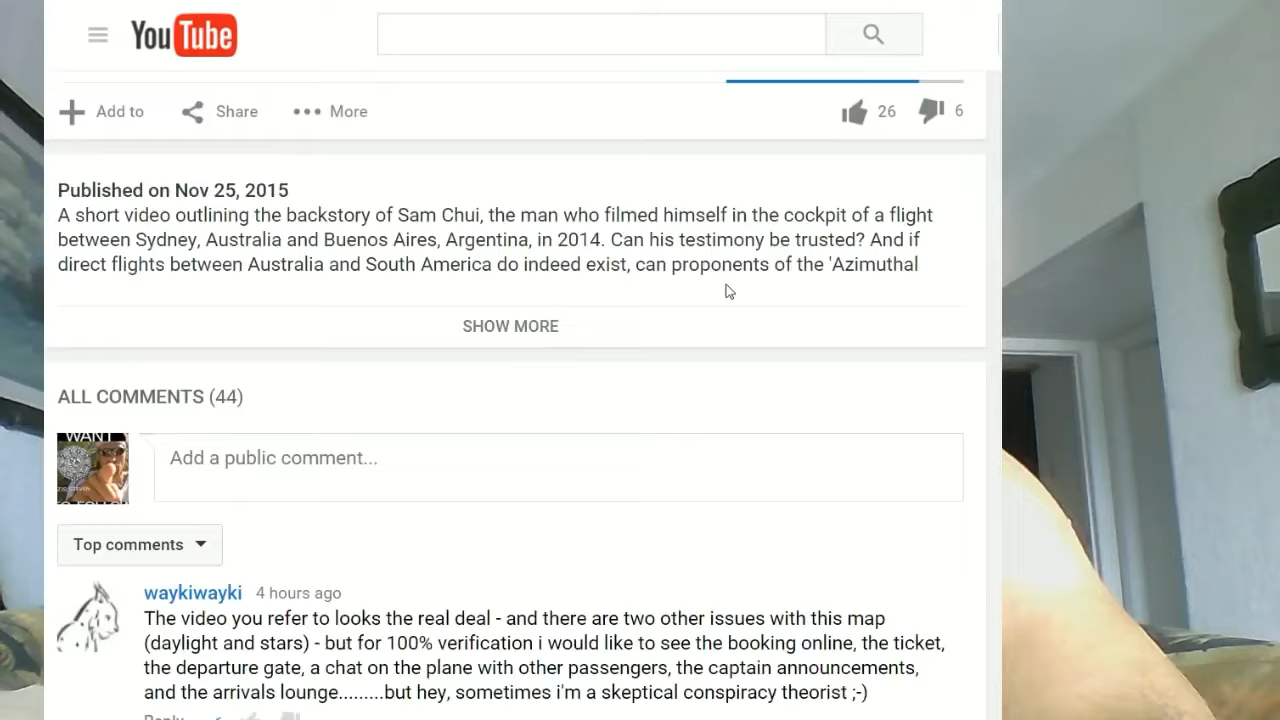 YouTube
Add to
Share
More
26
6
Published on Nov 25, 2015
A short video outlining the backstory of Sam Chui, the man who filmed himself in the cockpit of a flight
between Sydney, Australia and Buenos Aires, Argentina, in 2014. Can his testimony be trusted? And if
direct flights between Australia and South America do indeed exist, can proponents of the 'Azimuthal
SHOW MORE
ALL COMMENTS (44)
WANT
Add a public comment...
Top comments
waykiwayki 4 hours ago
The video you refer to looks the real deal - and there are two other issues with this map
(daylight and stars) - but for 100% verification i would like to see the booking online, the ticket,
the departure gate, a chat on the plane with other passengers, the captain announcements,
and the arrivals lounge.........but hey, sometimes i'm a skeptical conspiracy theorist ;-)
Reply